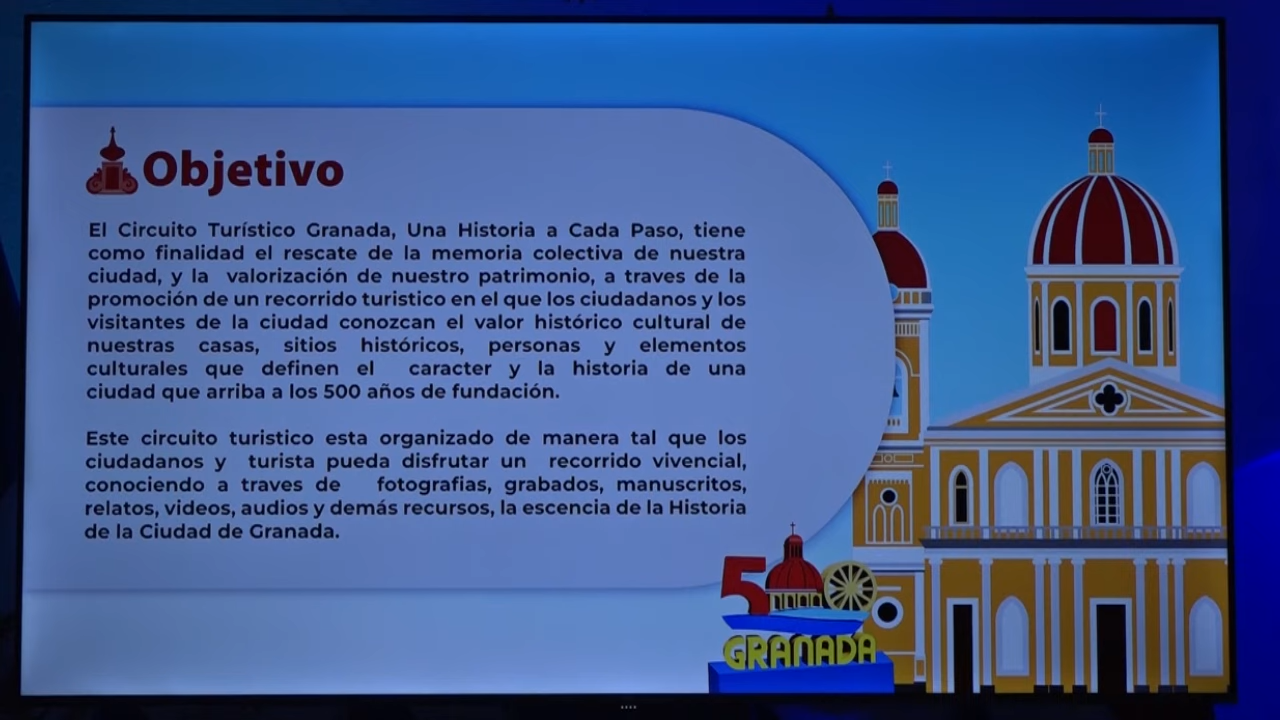 Objetivo
El Circuito Turístico Granada, Una Historia a Cada Paso, tiene
como finalidad el rescate de la memoria colectiva de nuestra
ciudad, y la valorización de nuestro patrimonio, a traves de la
promoción de un recorrido turistico en el que los ciudadanos y los
visitantes de la ciudad conozcan el valor histórico cultural de
nuestras casas, sitios históricos, personas y elementos
culturales que definen el caracter y la historia de una
ciudad que arriba a los 500 años de fundación.
Este circuito turistico esta organizado de manera tal que los
ciudadanos y turista pueda disfrutar un recorrido vivencial,
conociendo a traves de fotografias, grabados, manuscritos,
relatos, videos, audios y demás recursos, la escencia de la Historia
de la Ciudad de Granada.
500
GRANADA